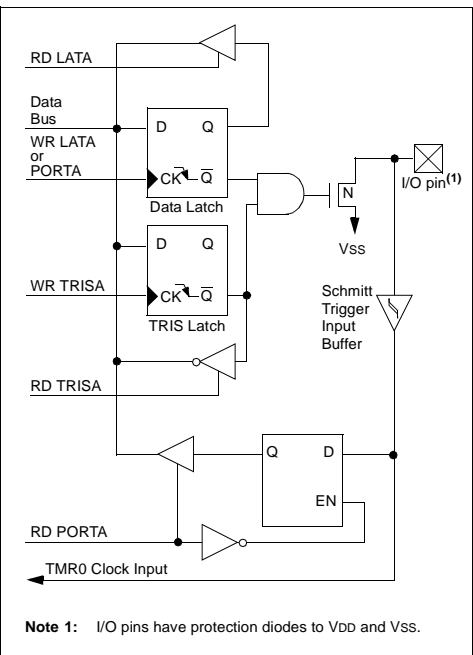 RD LATA
Data
Bus
D Q
WR LATA
or
PORTA
CK Q
Data Latch
N
I/O pin(1)
VSS
D Q
WR TRISA
CK Q
TRIS Latch
Schmitt
Trigger
Input
Buffer
RD TRISA
Q D
EN
RD PORTA
TMR0 Clock Input
Note 1: I/O pins have protection diodes to VDD and VSS.